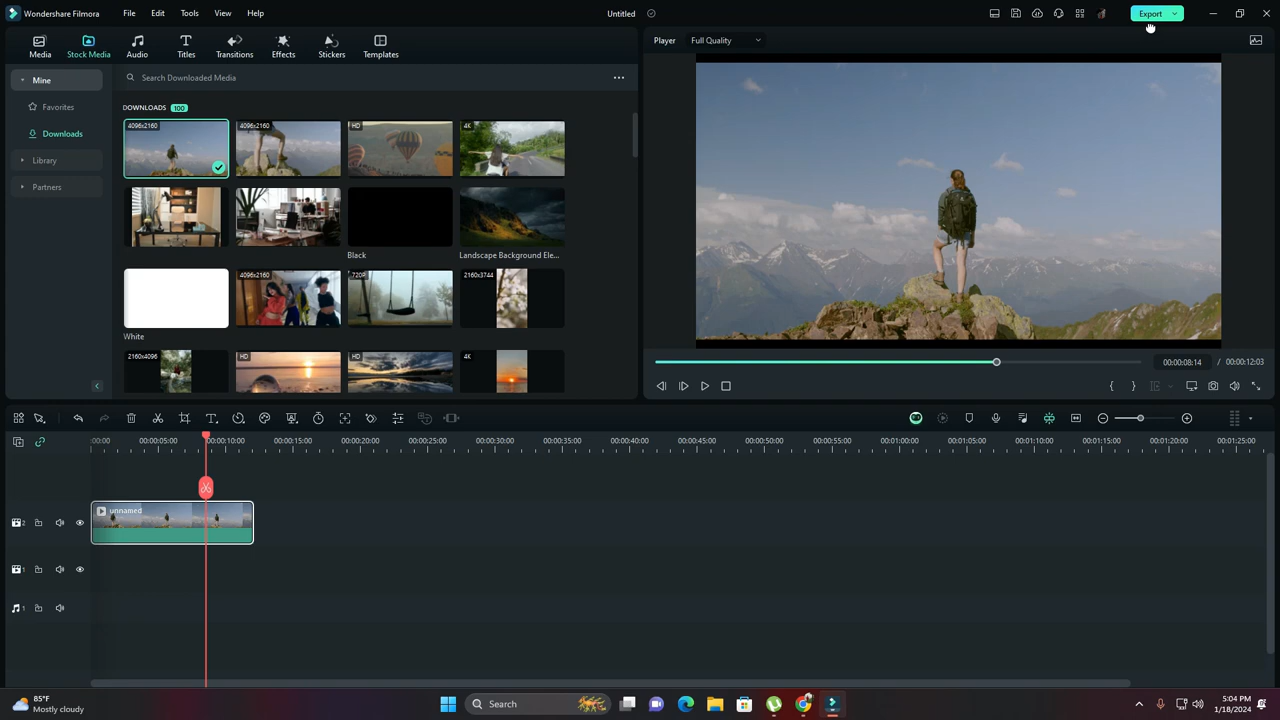 Wondershare Filmora File Edit Tools View Help Untitled Export
Media Stock Media Audio Titles Transitions Effects Stickers Templates
Player Full Quality
Mine
Favorites
Downloads
Library
Partners
Search Downloaded Media
DOWNLOADS 100
4096x2160 4096x2160 HD 4K
Black Landscape Background Ele...
4096x2160 720P 2160x3744
White
2160x4096 HD HD 4K
00:00:08:14 / 00:00:12:03
:00:00 00:00:05:00 00:00:10:00 00:00:15:00 00:00:20:00 00:00:25:00 00:00:30:00 00:00:35:00 00:00:40:00 00:00:45:00 00:00:50:00 00:00:55:00 00:01:00:00 00:01:05:00 00:01:10:00 00:01:15:00 00:01:20:00 00:01:25:00
unnamed
2
1
1
85°F
Mostly cloudy
Search
5:04 PM
1/18/2024